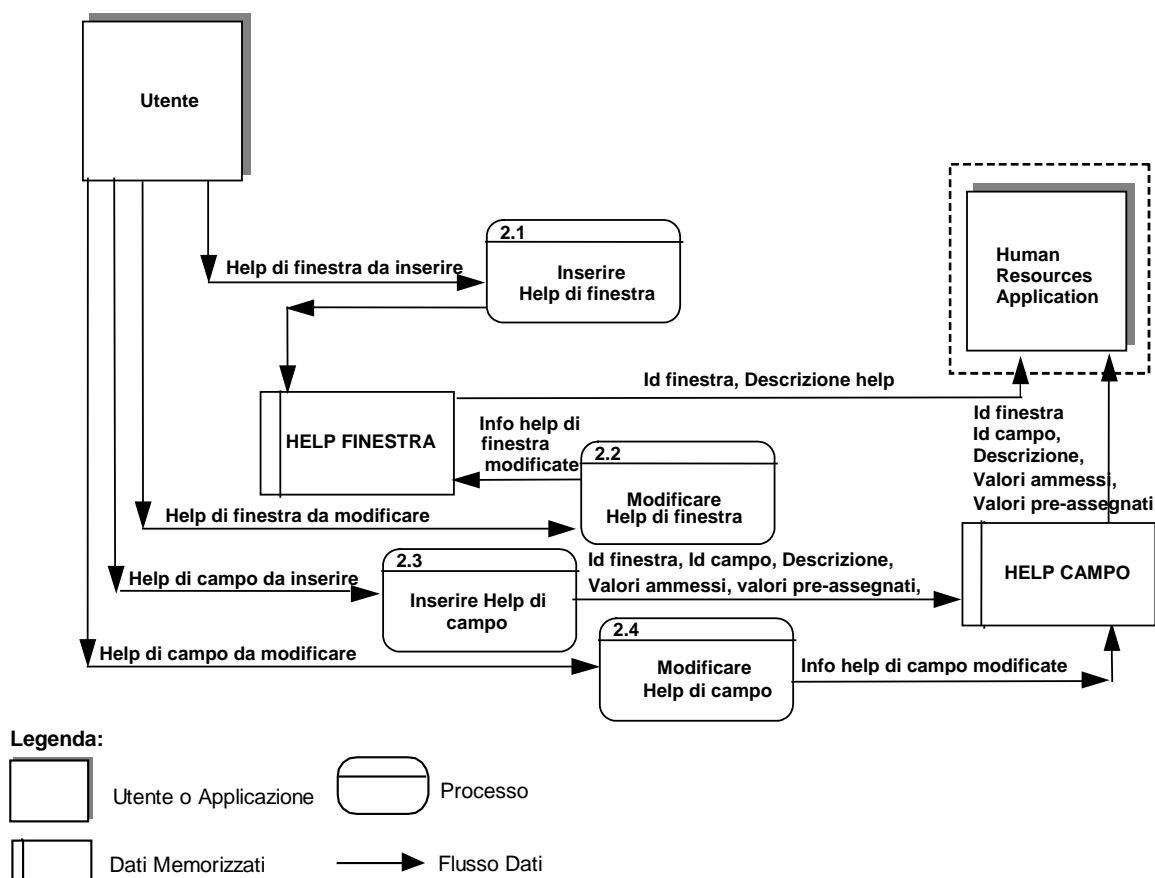 Utente
2.1
Inserire
Help di finestra
Help di finestra da inserire
Human
Resources
Application
Id finestra, Descrizione help
HELP FINESTRA
Info help di
finestra
modificate
2.2
Modificare
Help di finestra
Id finestra
Id campo,
Descrizione,
Valori ammessi,
Valori pre-assegnati
Help di finestra da modificare
2.3
Inserire Help di
campo
Help di campo da inserire
Id finestra, Id campo, Descrizione,
Valori ammessi, valori pre-assegnati,
HELP CAMPO
2.4
Modificare
Help di campo
Help di campo da modificare
Info help di campo modificate
Legenda:
Utente o Applicazione
Processo
Dati Memorizzati
Flusso Dati